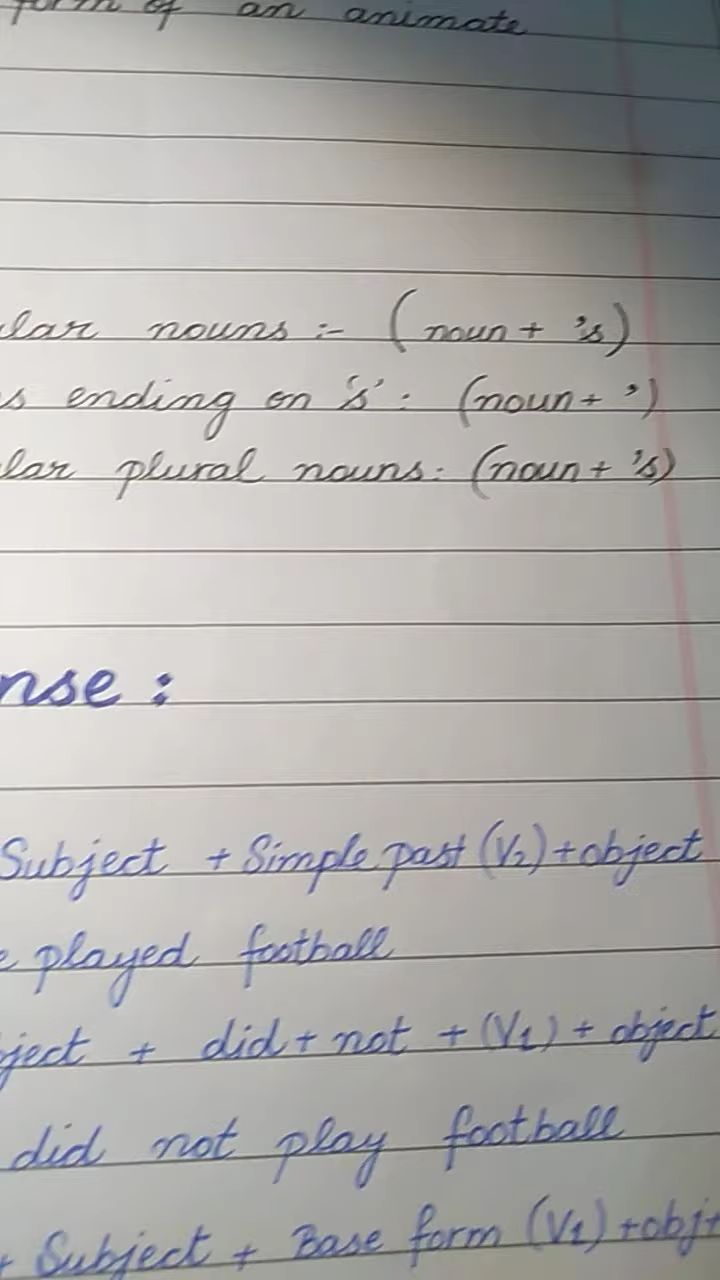 form of an animate
lar nouns :- (noun + 's)
s ending on 's' : (noun + ')
lar plural nouns : (noun + 's)
nse :
Subject + Simple past (V₂) + object
e played football
ject + did + not + (V₁) + object
did not play football
+ Subject + Base form (V₁) + obj